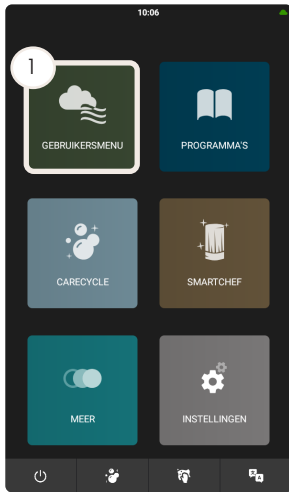 10:06
1
GEBRUIKERSMENU
PROGRAMMA'S
CARECYCLE
SMARTCHEF
MEER
INSTELLINGEN